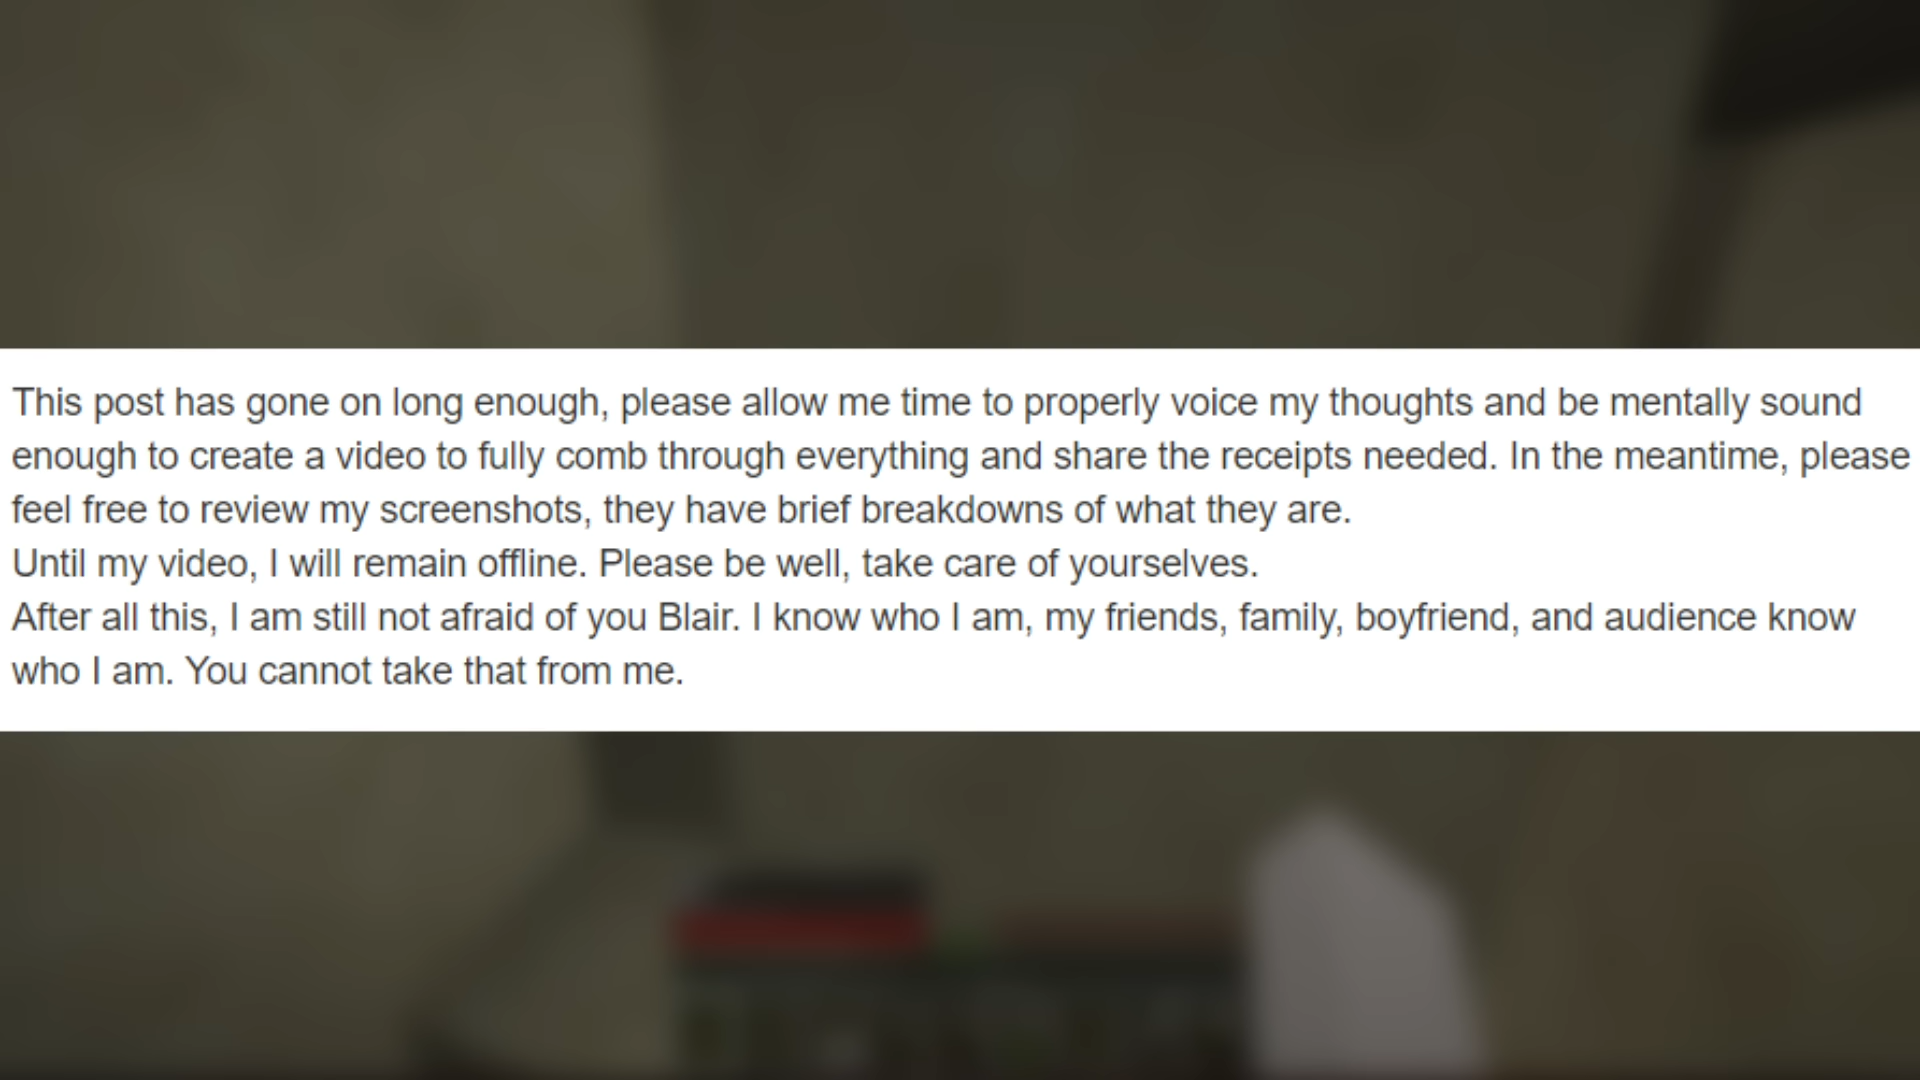 This post has gone on long enough, please allow me time to properly voice my thoughts and be mentally sound
enough to create a video to fully comb through everything and share the receipts needed. In the meantime, please
feel free to review my screenshots, they have brief breakdowns of what they are.
Until my video, I will remain offline. Please be well, take care of yourselves.
After all this, I am still not afraid of you Blair. I know who I am, my friends, family, boyfriend, and audience know
who I am. You cannot take that from me.